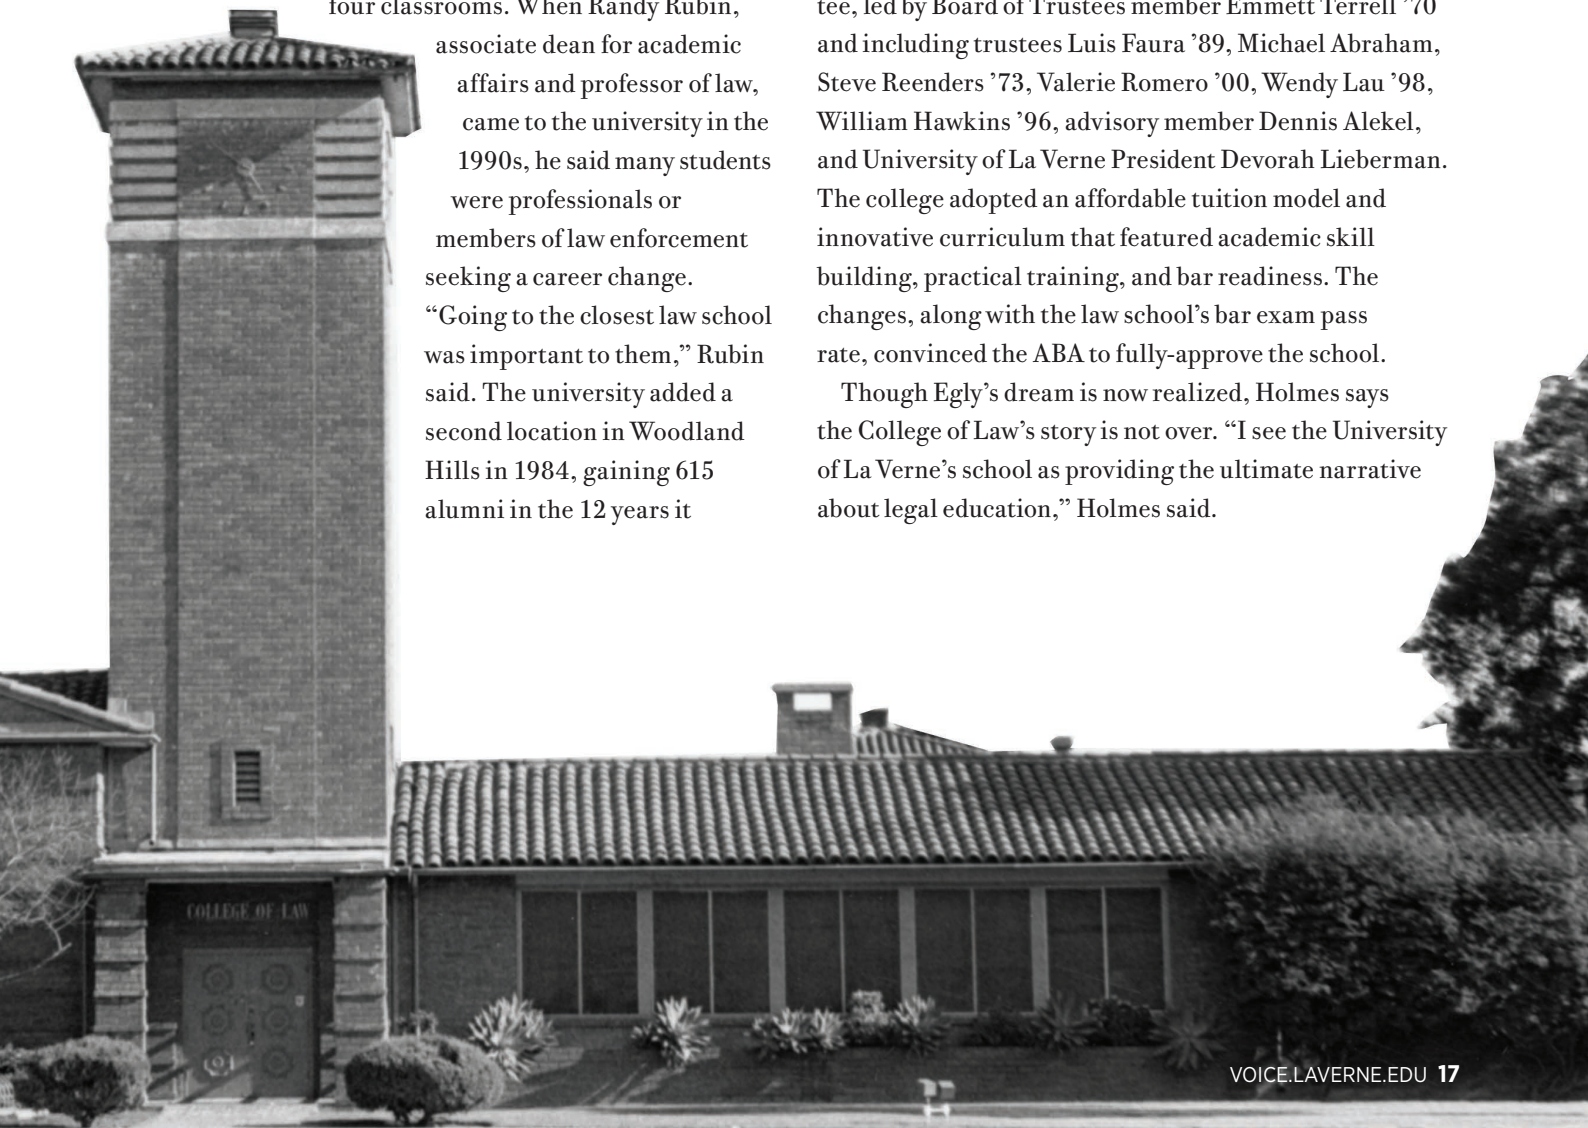 four classrooms. When Randy Rubin,
associate dean for academic
affairs and professor of law,
came to the university in the
1990s, he said many students
were professionals or
members of law enforcement
seeking a career change.
“Going to the closest law school
was important to them,” Rubin
said. The university added a
second location in Woodland
Hills in 1984, gaining 615
alumni in the 12 years it
tee, led by Board of Trustees member Emmett Terrell ’70
and including trustees Luis Faura ’89, Michael Abraham,
Steve Reenders ’73, Valerie Romero ’00, Wendy Lau ’98,
William Hawkins ’96, advisory member Dennis Alekel,
and University of La Verne President Devorah Lieberman.
The college adopted an affordable tuition model and
innovative curriculum that featured academic skill
building, practical training, and bar readiness. The
changes, along with the law school’s bar exam pass
rate, convinced the ABA to fully-approve the school.
Though Egly’s dream is now realized, Holmes says
the College of Law’s story is not over. “I see the University
of La Verne’s school as providing the ultimate narrative
about legal education,” Holmes said.
COLLEGE OF LAW
VOICE.LAVERNE.EDU 17